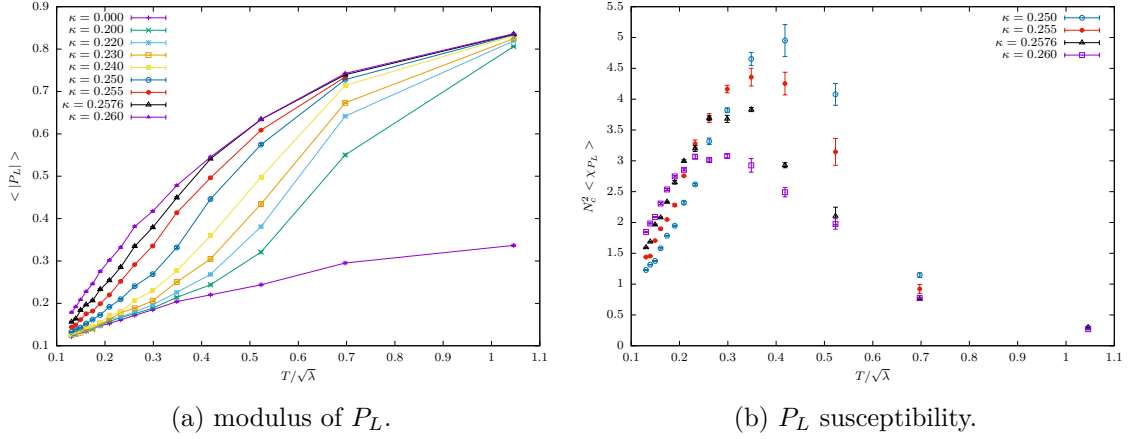 κ = 0.000
κ = 0.200
κ = 0.220
κ = 0.230
κ = 0.240
κ = 0.250
κ = 0.255
κ = 0.2576
κ = 0.260
0.9
0.8
0.7
0.6
0.5
0.4
0.3
0.2
0.1
< |P_L| >
0.1 0.2 0.3 0.4 0.5 0.6 0.7 0.8 0.9 1 1.1
T/√λ
(a) modulus of P_L.
κ = 0.250
κ = 0.255
κ = 0.2576
κ = 0.260
5.5
5
4.5
4
3.5
3
2.5
2
1.5
1
0.5
0
N_c^2 < χ_{P_L} >
0.1 0.2 0.3 0.4 0.5 0.6 0.7 0.8 0.9 1 1.1
T/√λ
(b) P_L susceptibility.